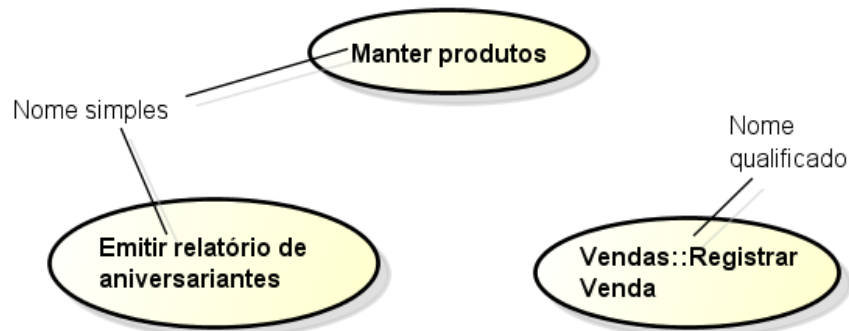 Manter produtos
Nome simples
Nome
qualificado
Emitir relatório de
aniversariantes
Vendas::Registrar
Venda